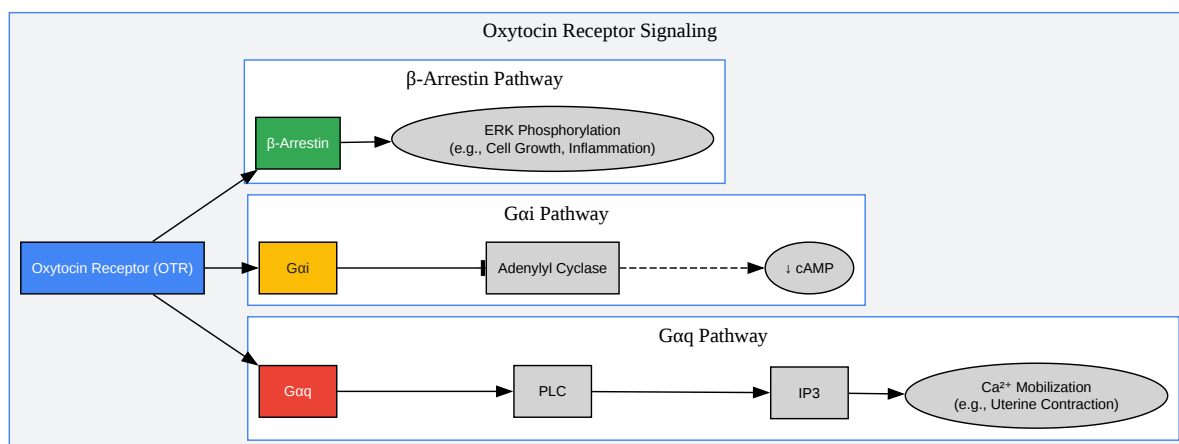 Oxytocin Receptor Signaling
β-Arrestin Pathway
β-Arrestin
ERK Phosphorylation
(e.g., Cell Growth, Inflammation)
Gαi Pathway
Oxytocin Receptor (OTR)
Gαi
Adenylyl Cyclase
↓ cAMP
Gαq Pathway
Gαq
PLC
IP3
Ca²⁺ Mobilization
(e.g., Uterine Contraction)